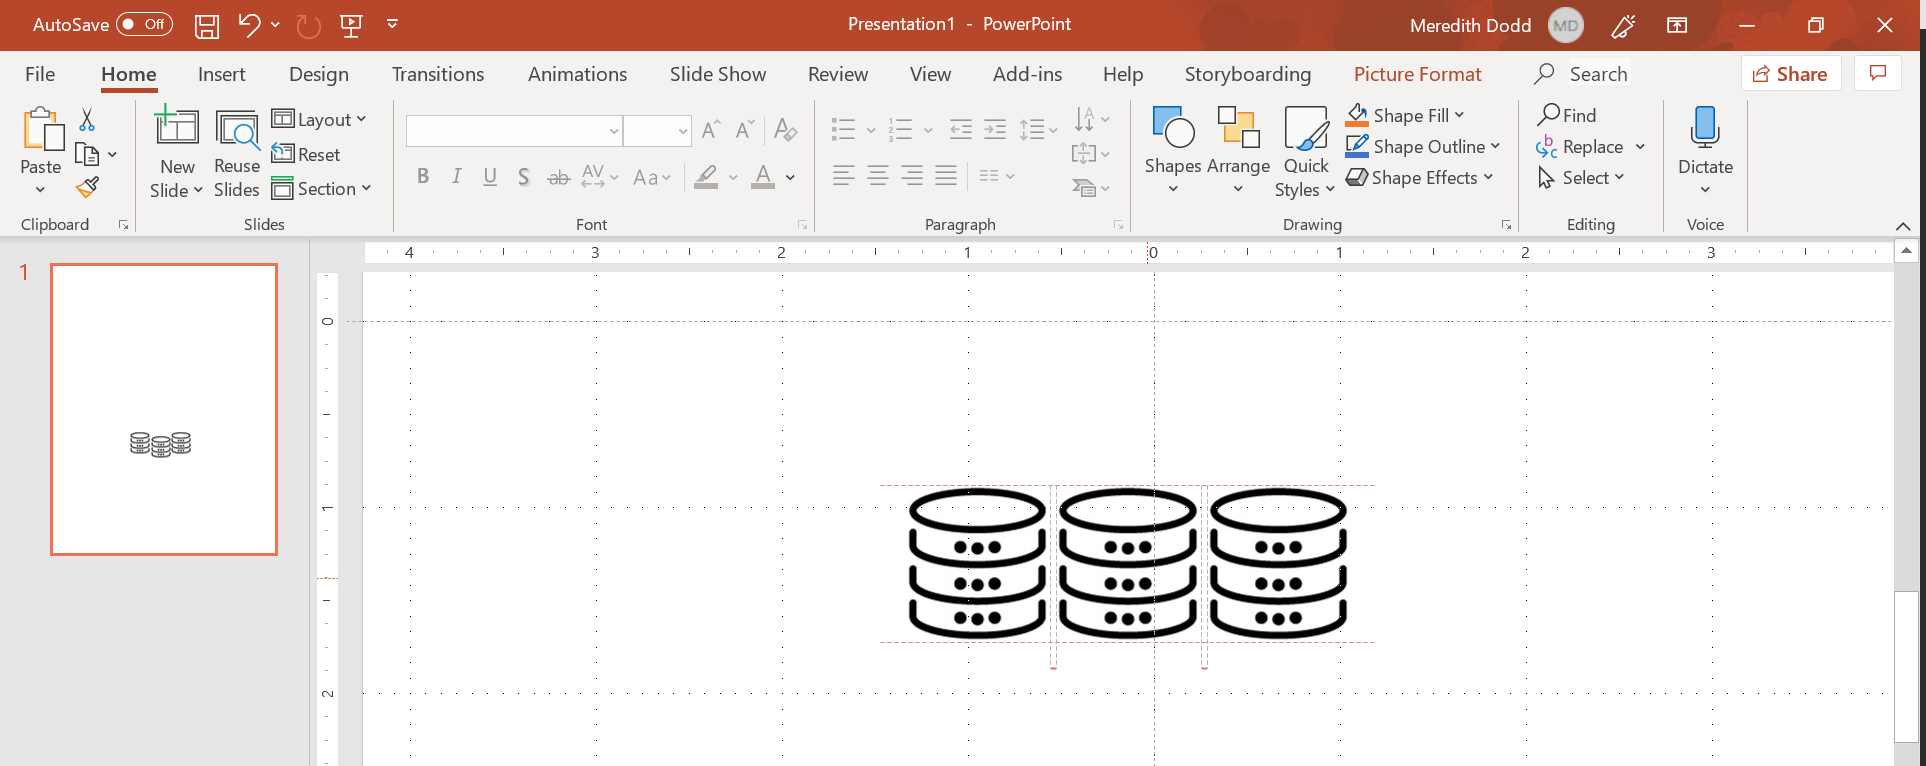 AutoSave Off Presentation1 - PowerPoint Meredith Dodd MD
File Home Insert Design Transitions Animations Slide Show Review View Add-ins Help Storyboarding Picture Format Search Share
Paste
New
Slide
Reuse
Slides
Layout
Reset
Section
B I U S ab AV Aa A
Shapes
Arrange
Quick
Styles
Shape Fill
Shape Outline
Shape Effects
Find
Replace
Select
Dictate
Clipboard Slides Font Paragraph Drawing Editing Voice
4 3 2 1 0 1 2 3
1
0
1
2